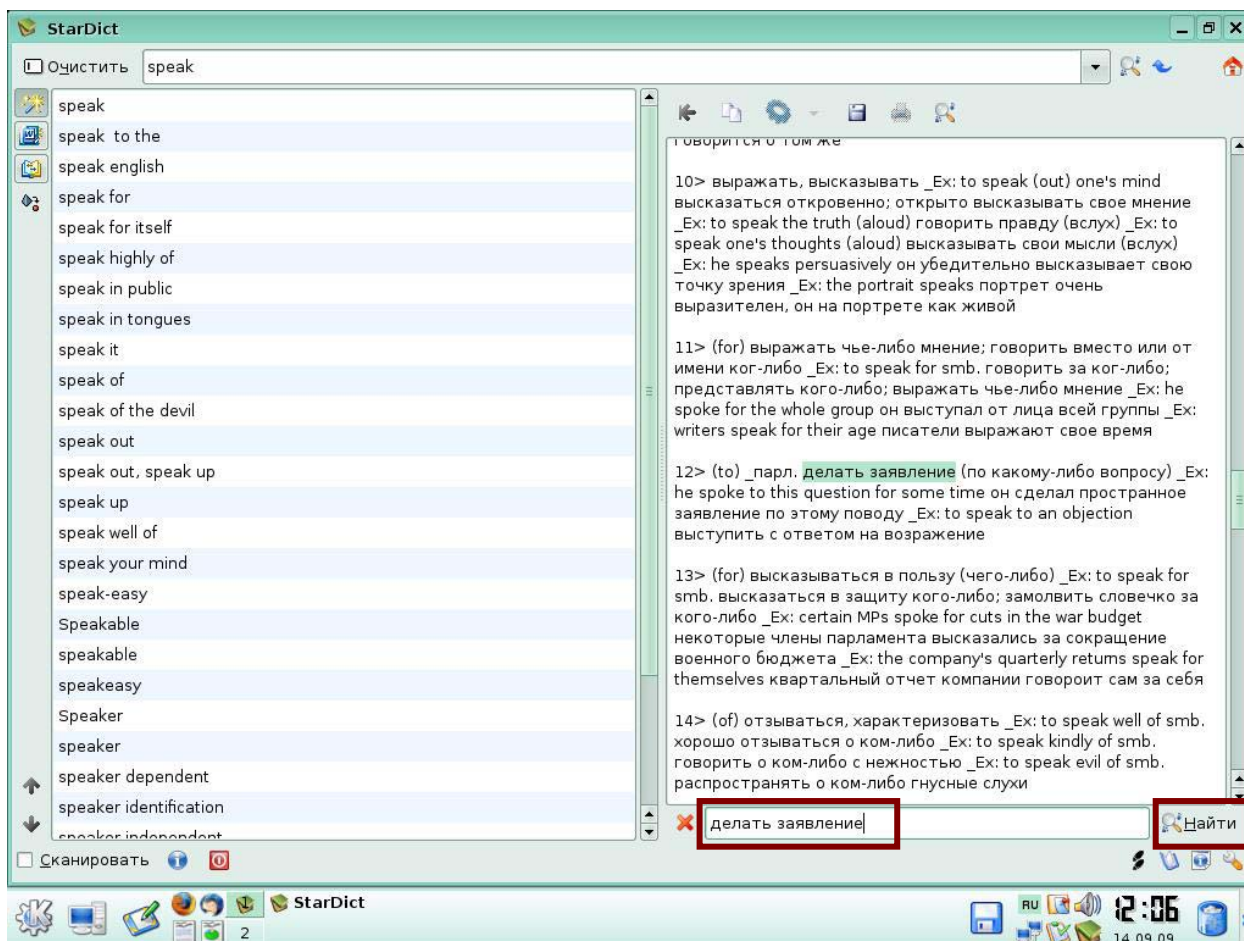 StarDict
Очистить speak
speak
speak to the
speak english
speak for
speak for itself
speak highly of
speak in public
speak in tongues
speak it
speak of
speak of the devil
speak out
speak out, speak up
speak up
speak well of
speak your mind
speak-easy
Speakable
speakable
speakeasy
Speaker
speaker
speaker dependent
speaker identification
speaker independent
говорится о том же
10> выражать, высказывать _Ex: to speak (out) one's mind
высказаться откровенно; открыто высказывать свое мнение
_Ex: to speak the truth (aloud) говорить правду (вслух) _Ex: to
speak one's thoughts (aloud) высказывать свои мысли (вслух)
_Ex: he speaks persuasively он убедительно высказывает свою
точку зрения _Ex: the portrait speaks портрет очень
выразителен, он на портрете как живой
11> (for) выражать чье-либо мнение; говорить вместо или от
имени ког-либо _Ex: to speak for smb. говорить за ког-либо;
представлять кого-либо; выражать чье-либо мнение _Ex: he
spoke for the whole group он выступал от лица всей группы _Ex:
writers speak for their age писатели выражают свое время
12> (to) _парл. делать заявление (по какому-либо вопросу) _Ex:
he spoke to this question for some time он сделал пространное
заявление по этому поводу _Ex: to speak to an objection
выступить с ответом на возражение
13> (for) высказываться в пользу (чего-либо) _Ex: to speak for
smb. высказаться в защиту кого-либо; замолвить словечко за
кого-либо _Ex: certain MPs spoke for cuts in the war budget
некоторые члены парламента высказались за сокращение
военного бюджета _Ex: the company's quarterly returns speak for
themselves квартальный отчет компании говороит сам за себя
14> (of) отзываться, характеризовать _Ex: to speak well of smb.
хорошо отзываться о ком-либо _Ex: to speak kindly of smb.
говорить о ком-либо с нежностью _Ex: to speak evil of smb.
распространять о ком-либо гнусные слухи
делать заявление Найти
Сканировать
StarDict
2
RU
12:06
14.09.09